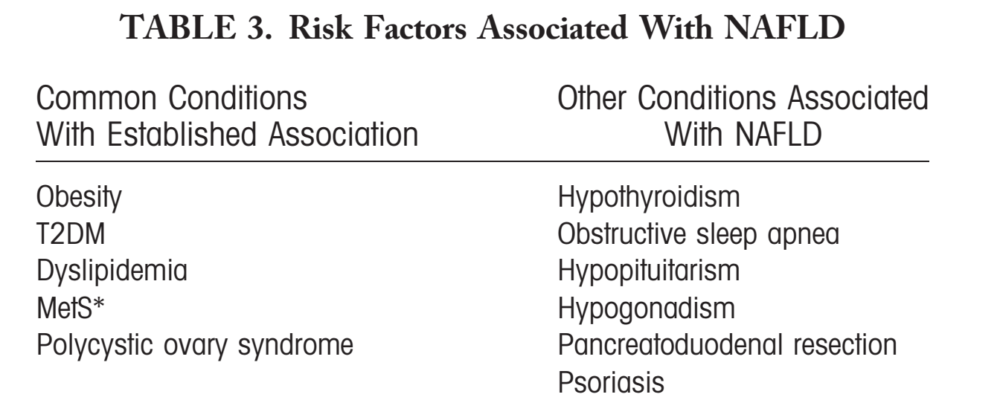 TABLE 3. Risk Factors Associated With NAFLD
Common Conditions
With Established Association
Other Conditions Associated
With NAFLD
Obesity
T2DM
Dyslipidemia
MetS*
Polycystic ovary syndrome
Hypothyroidism
Obstructive sleep apnea
Hypopituitarism
Hypogonadism
Pancreatoduodenal resection
Psoriasis